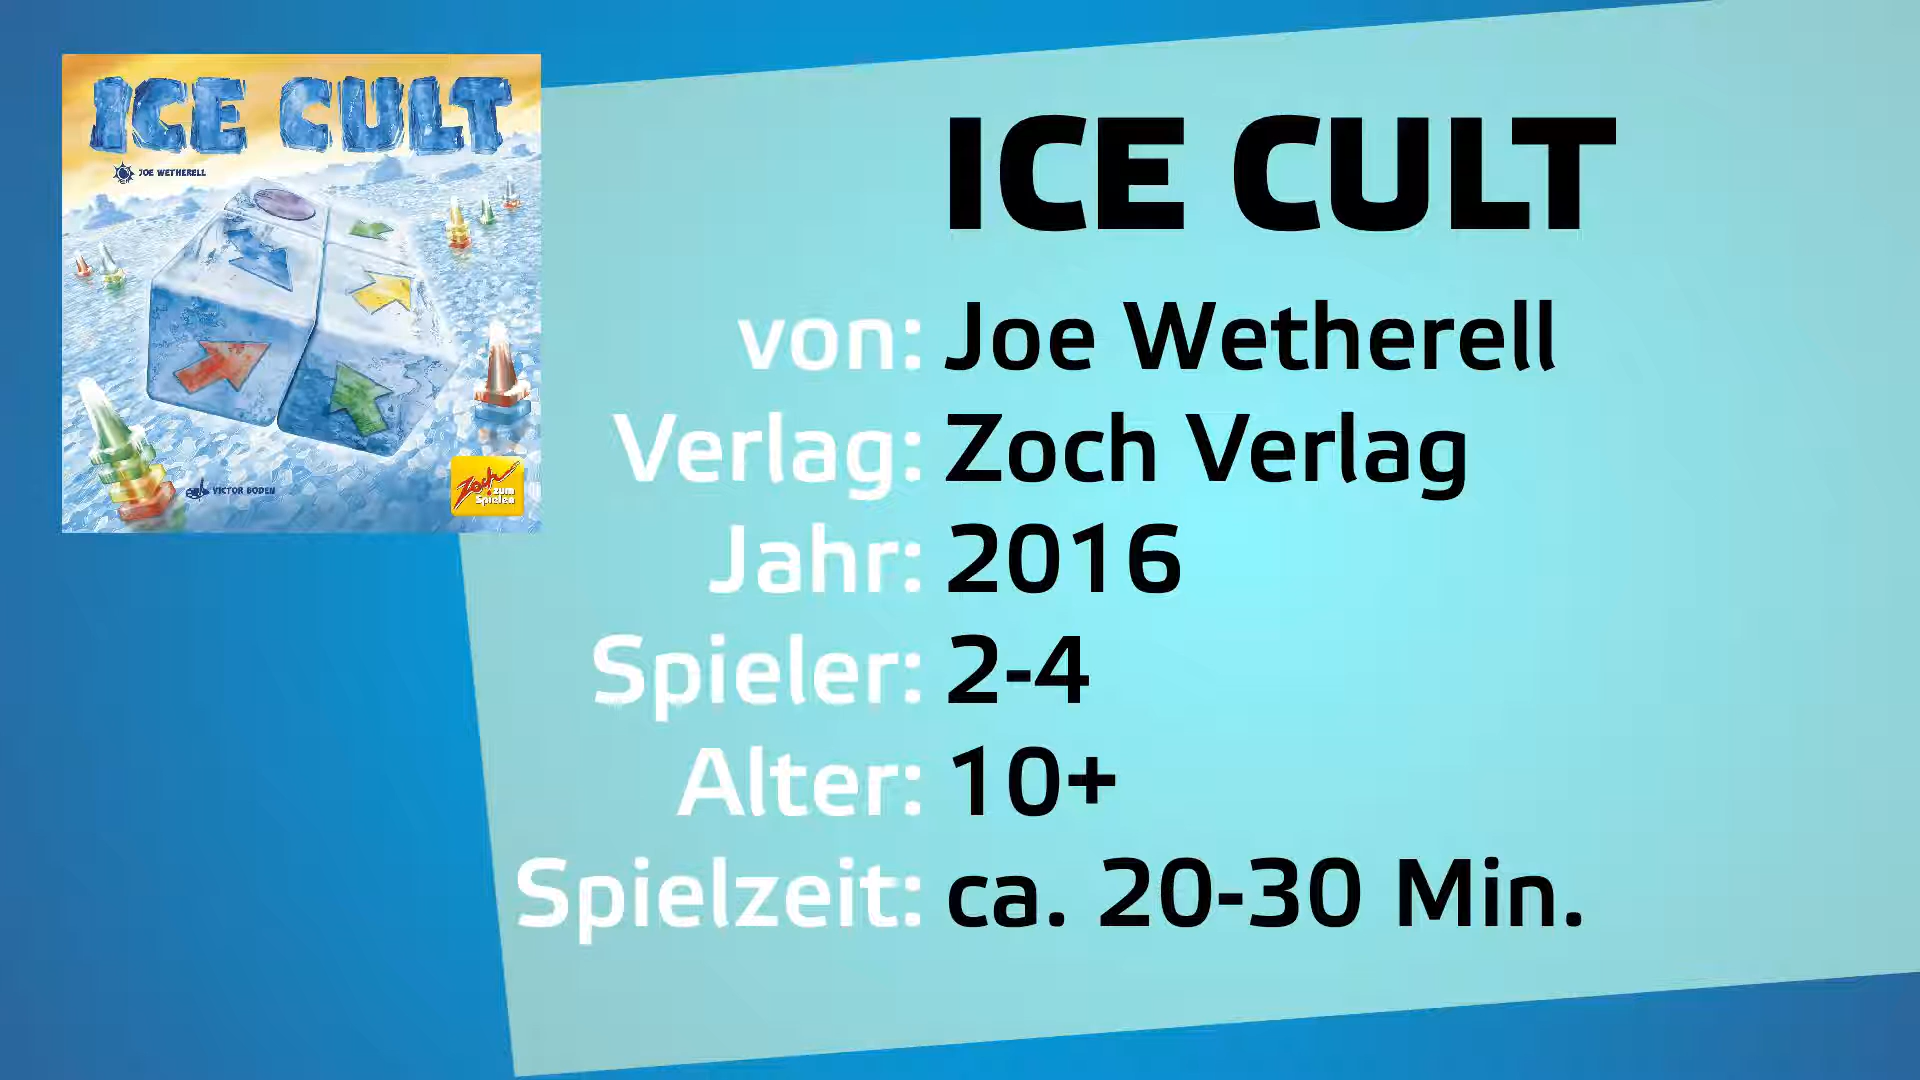 ICE CULT
JOE WETHERELL
VICTOR BODEN
Zoch
zum
Spielen
ICE CULT
von: Joe Wetherell
Verlag: Zoch Verlag
Jahr: 2016
Spieler: 2-4
Alter: 10+
Spielzeit: ca. 20-30 Min.